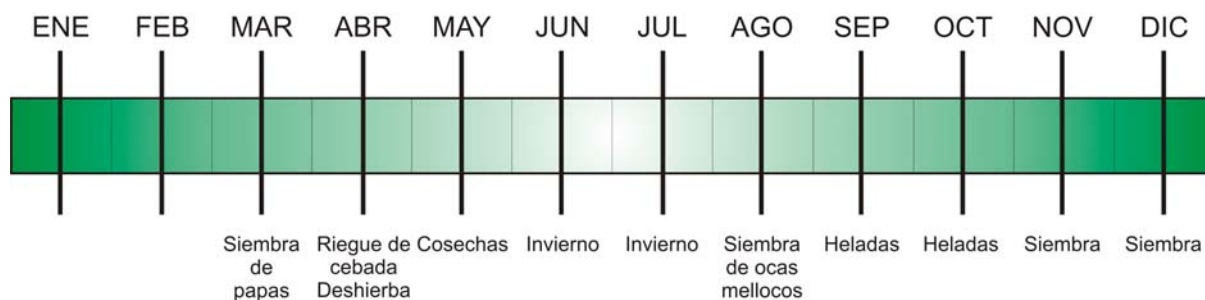 ENE FEB MAR ABR MAY JUN JUL AGO SEP OCT NOV DIC
Siembra de papas
Riegue de cebada Deshierba
Cosechas
Invierno
Invierno
Siembra de ocas mellocos
Heladas
Heladas
Siembra
Siembra